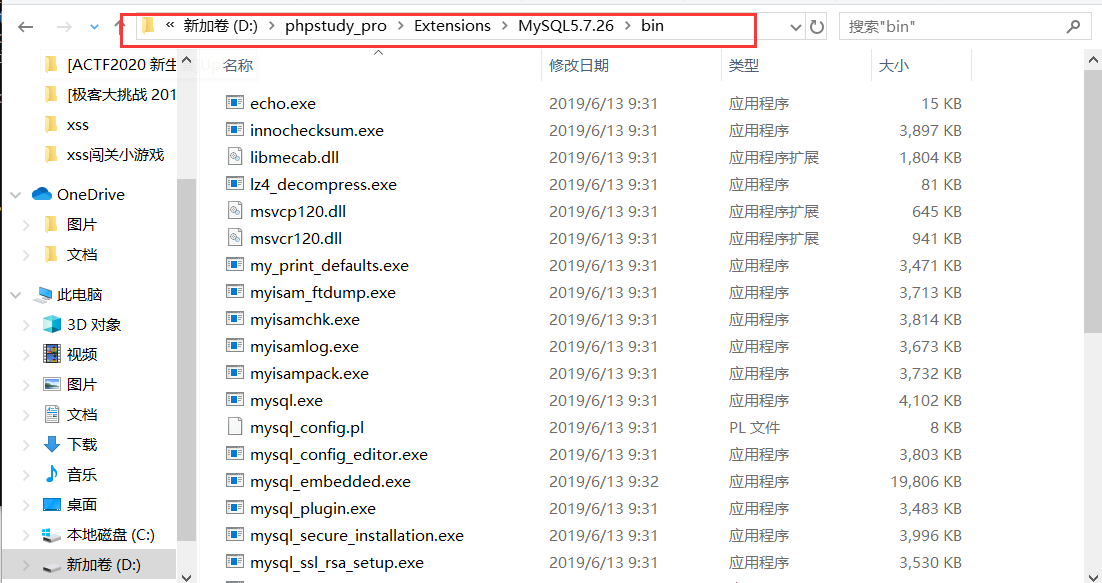 « 新加卷 (D:) › phpstudy_pro › Extensions › MySQL5.7.26 › bin
搜索"bin"
[ACTF2020 新生
[极客大挑战 201
xss
xss闯关小游戏
OneDrive
图片
文档
此电脑
3D 对象
视频
图片
文档
下载
音乐
桌面
本地磁盘 (C:)
新加卷 (D:)
名称 修改日期 类型 大小
echo.exe 2019/6/13 9:31 应用程序 15 KB
innochecksum.exe 2019/6/13 9:31 应用程序 3,897 KB
libmecab.dll 2019/6/13 9:31 应用程序扩展 1,804 KB
lz4_decompress.exe 2019/6/13 9:31 应用程序 81 KB
msvcp120.dll 2019/6/13 9:31 应用程序扩展 645 KB
msvcr120.dll 2019/6/13 9:31 应用程序扩展 941 KB
my_print_defaults.exe 2019/6/13 9:31 应用程序 3,471 KB
myisam_ftdump.exe 2019/6/13 9:31 应用程序 3,713 KB
myisamchk.exe 2019/6/13 9:31 应用程序 3,814 KB
myisamlog.exe 2019/6/13 9:31 应用程序 3,673 KB
myisampack.exe 2019/6/13 9:31 应用程序 3,732 KB
mysql.exe 2019/6/13 9:31 应用程序 4,102 KB
mysql_config.pl 2019/6/13 9:31 PL 文件 8 KB
mysql_config_editor.exe 2019/6/13 9:31 应用程序 3,803 KB
mysql_embedded.exe 2019/6/13 9:32 应用程序 19,806 KB
mysql_plugin.exe 2019/6/13 9:31 应用程序 3,483 KB
mysql_secure_installation.exe 2019/6/13 9:31 应用程序 3,996 KB
mysql_ssl_rsa_setup.exe 2019/6/13 9:31 应用程序 3,530 KB